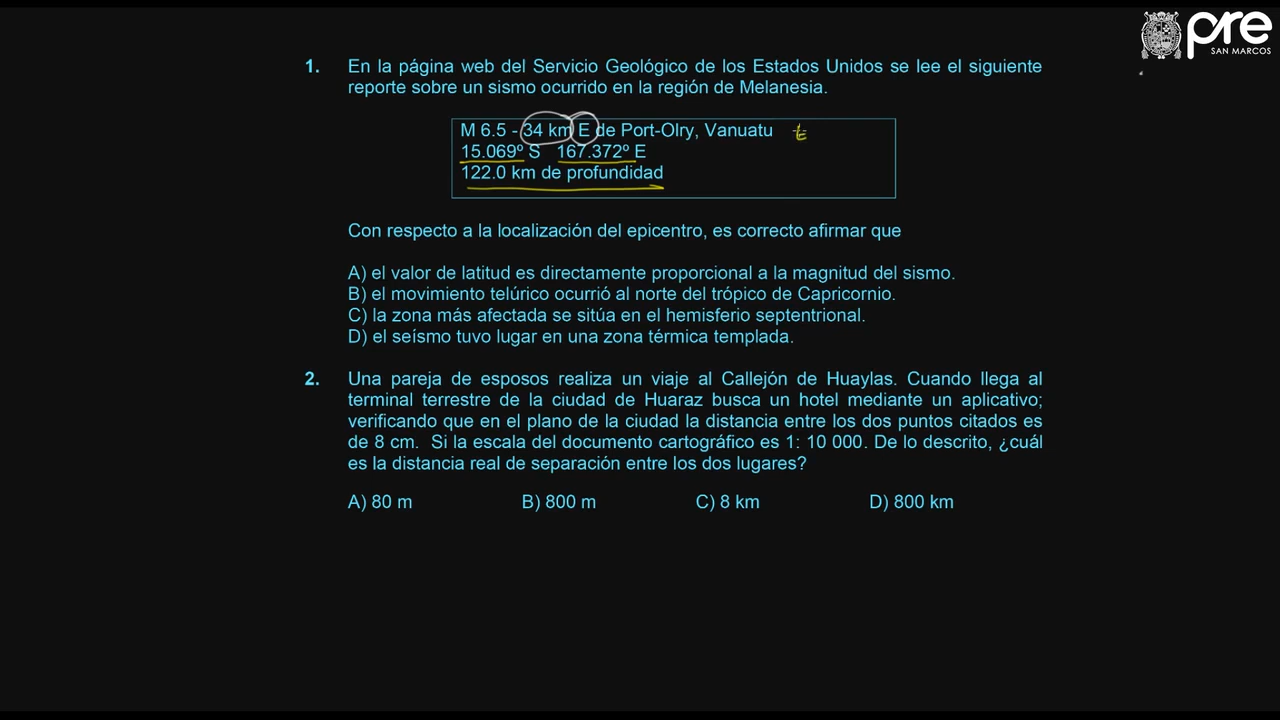 pre
SAN MARCOS
1. En la página web del Servicio Geológico de los Estados Unidos se lee el siguiente
reporte sobre un sismo ocurrido en la región de Melanesia.
M 6.5 - 34 km E de Port-Olry, Vanuatu t
15.069º S 167.372º E
122.0 km de profundidad
Con respecto a la localización del epicentro, es correcto afirmar que
A) el valor de latitud es directamente proporcional a la magnitud del sismo.
B) el movimiento telúrico ocurrió al norte del trópico de Capricornio.
C) la zona más afectada se sitúa en el hemisferio septentrional.
D) el seísmo tuvo lugar en una zona térmica templada.
2. Una pareja de esposos realiza un viaje al Callejón de Huaylas. Cuando llega al
terminal terrestre de la ciudad de Huaraz busca un hotel mediante un aplicativo;
verificando que en el plano de la ciudad la distancia entre los dos puntos citados es
de 8 cm. Si la escala del documento cartográfico es 1: 10 000. De lo descrito, ¿cuál
es la distancia real de separación entre los dos lugares?
A) 80 m B) 800 m C) 8 km D) 800 km